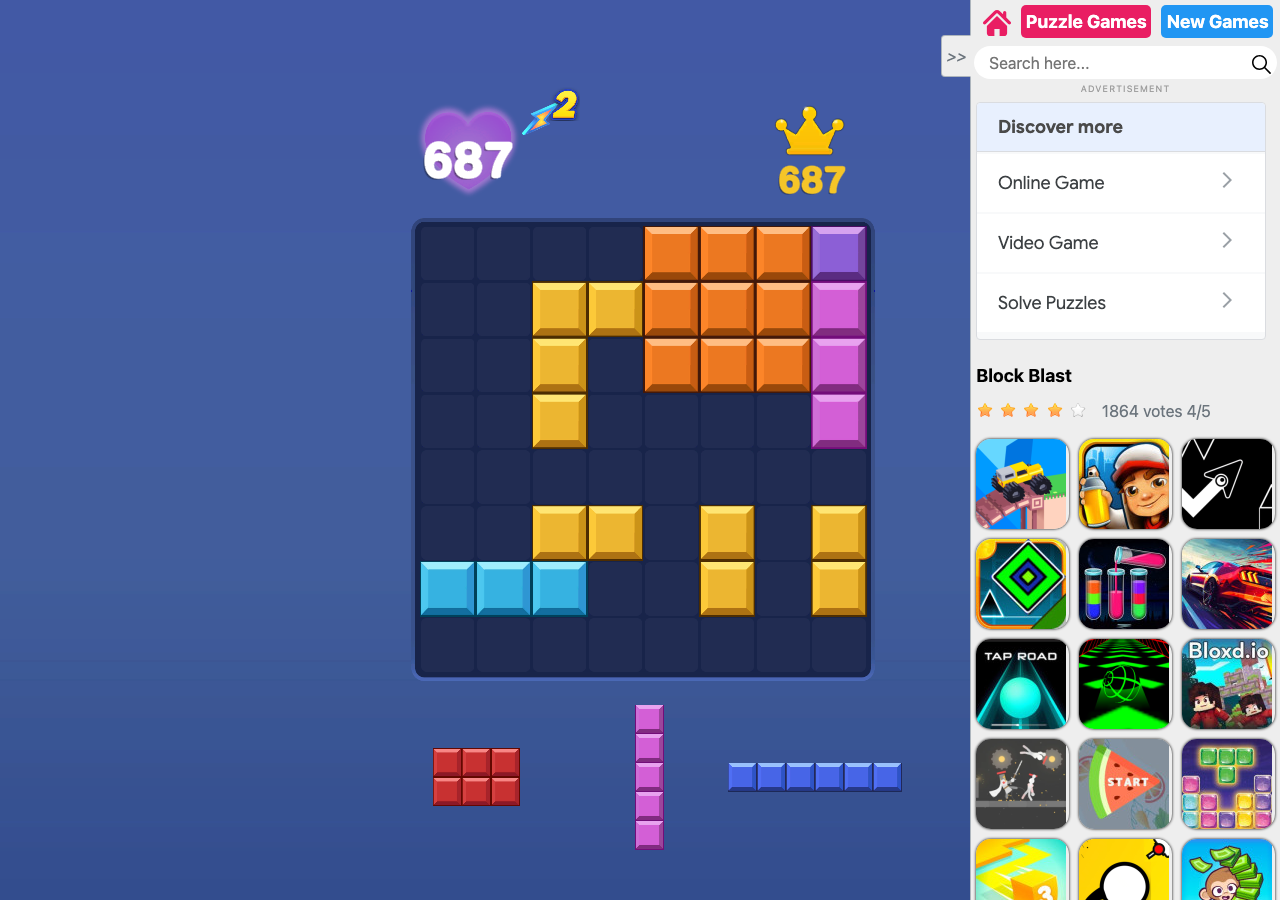 Puzzle Games
New Games
>>
Search here...
ADVERTISEMENT
2
687
687
Discover more
Online Game
Video Game
Solve Puzzles
Block Blast
1864 votes 4/5
TAP ROAD
Bloxd.io
START
3